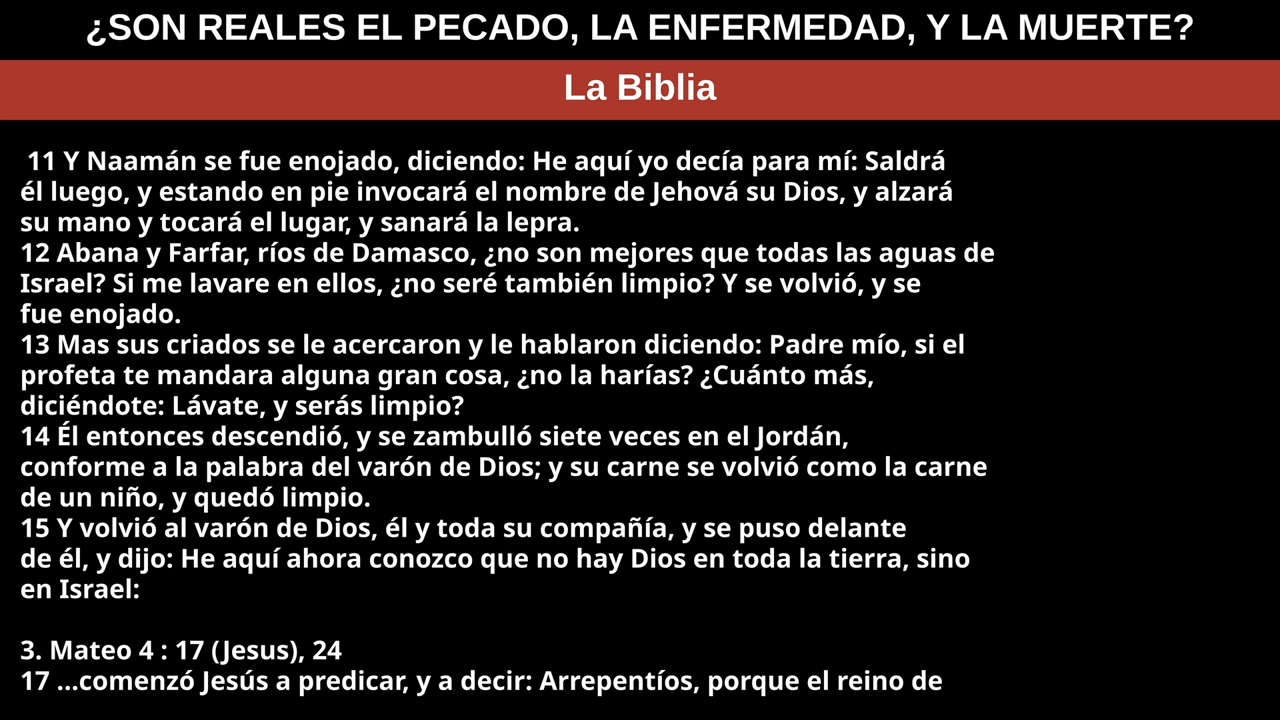 ¿SON REALES EL PECADO, LA ENFERMEDAD, Y LA MUERTE?
La Biblia
11 Y Naamán se fue enojado, diciendo: He aquí yo decía para mí: Saldrá
él luego, y estando en pie invocará el nombre de Jehová su Dios, y alzará
su mano y tocará el lugar, y sanará la lepra.
12 Abana y Farfar, ríos de Damasco, ¿no son mejores que todas las aguas de
Israel? Si me lavare en ellos, ¿no seré también limpio? Y se volvió, y se
fue enojado.
13 Mas sus criados se le acercaron y le hablaron diciendo: Padre mío, si el
profeta te mandara alguna gran cosa, ¿no la harías? ¿Cuánto más,
diciéndote: Lávate, y serás limpio?
14 Él entonces descendió, y se zambulló siete veces en el Jordán,
conforme a la palabra del varón de Dios; y su carne se volvió como la carne
de un niño, y quedó limpio.
15 Y volvió al varón de Dios, él y toda su compañía, y se puso delante
de él, y dijo: He aquí ahora conozco que no hay Dios en toda la tierra, sino
en Israel:
3. Mateo 4 : 17 (Jesus), 24
17 ...comenzó Jesús a predicar, y a decir: Arrepentíos, porque el reino de